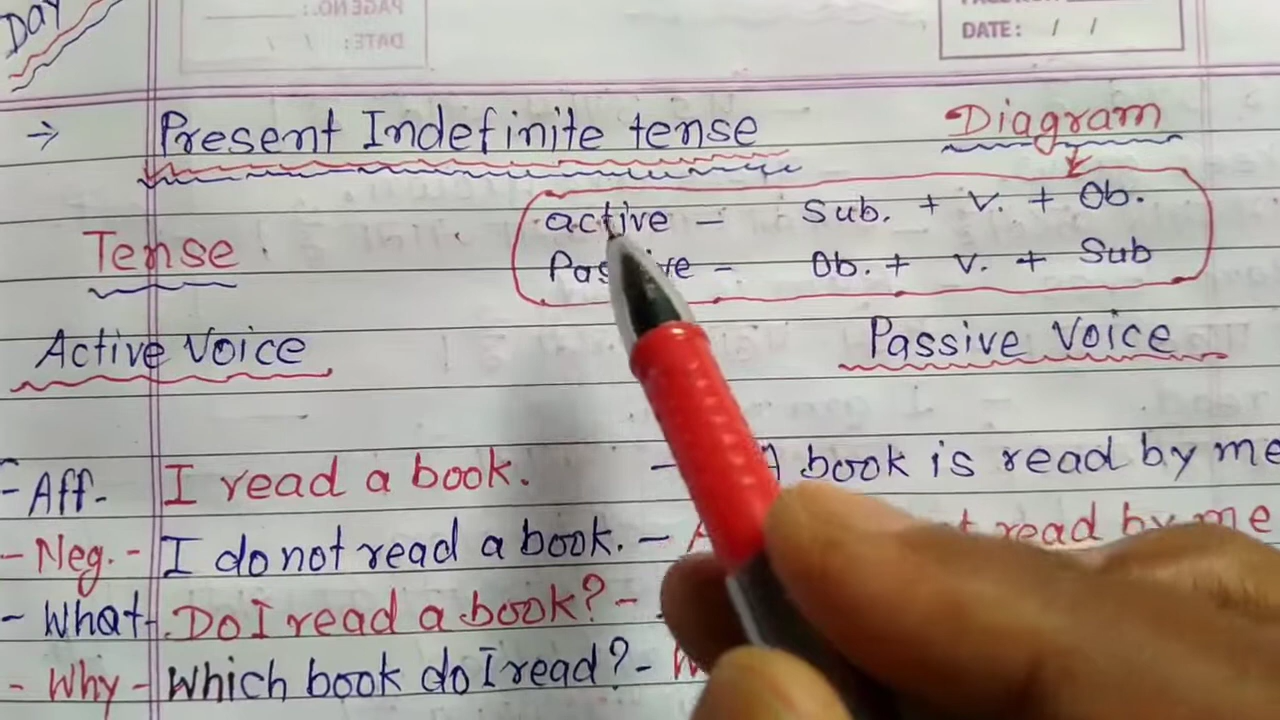 Day
DATE: / /
→ Present Indefinite tense
Diagram
active - Sub. + V. + Ob.
Passive - Ob. + V. + Sub
Tense
Active Voice
Passive Voice
- Aff- I read a book. - A book is read by me
- Neg. - I do not read a book. - read by me
- What - Do I read a book? -
- Why - Which book do I read? -